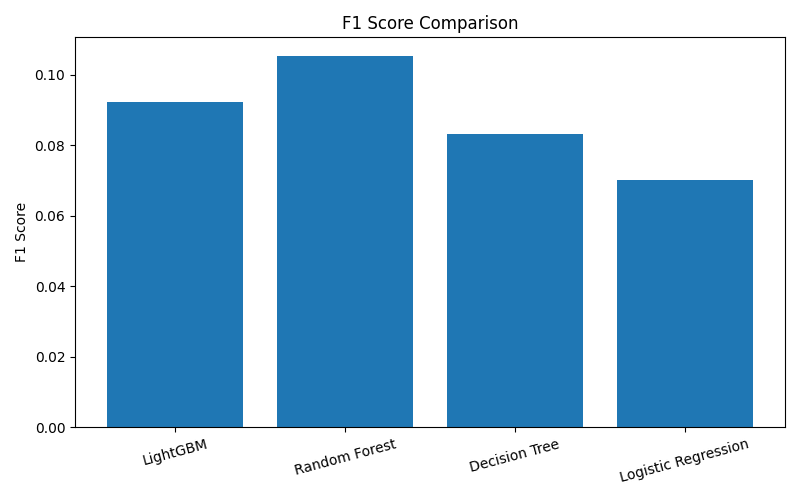 F1 Score Comparison
F1 Score
0.10
0.08
0.06
0.04
0.02
0.00
LightGBM
Random Forest
Decision Tree
Logistic Regression